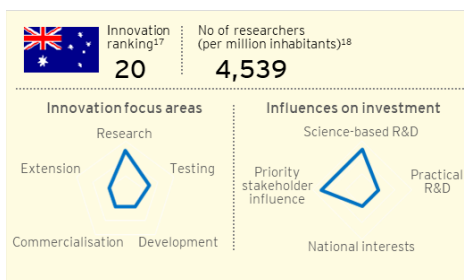 Innovation
ranking17
20
No of researchers
(per million inhabitants)18
4,539
Innovation focus areas
Research
Extension
Testing
Commercialisation
Development
Influences on investment
Science-based R&D
Priority
stakeholder
influence
Practical
R&D
National interests